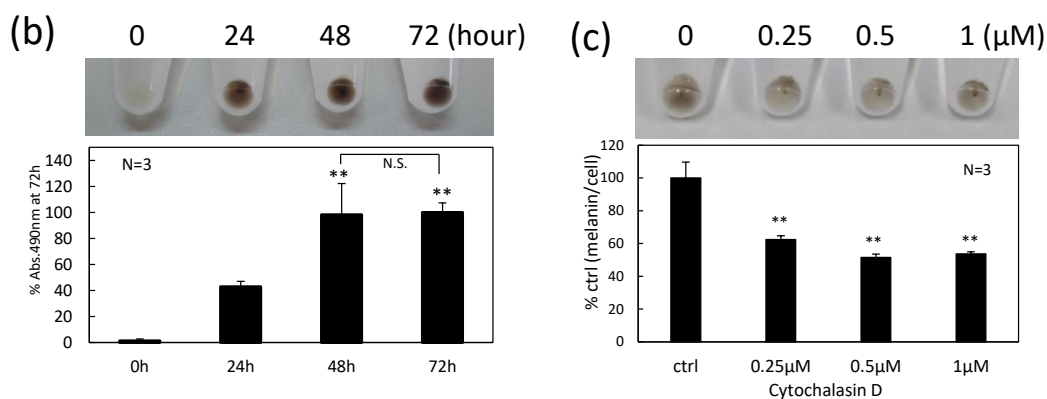 (b) 0 24 48 72 (hour)
140
120
100
80
60
40
20
0
% Abs.490nm at 72h
N=3
N.S.
**
**
0h 24h 48h 72h
(c) 0 0.25 0.5 1 (μM)
120
100
80
60
40
20
0
% ctrl (melanin/cell)
N=3
**
**
**
ctrl 0.25μM 0.5μM 1μM
Cytochalasin D